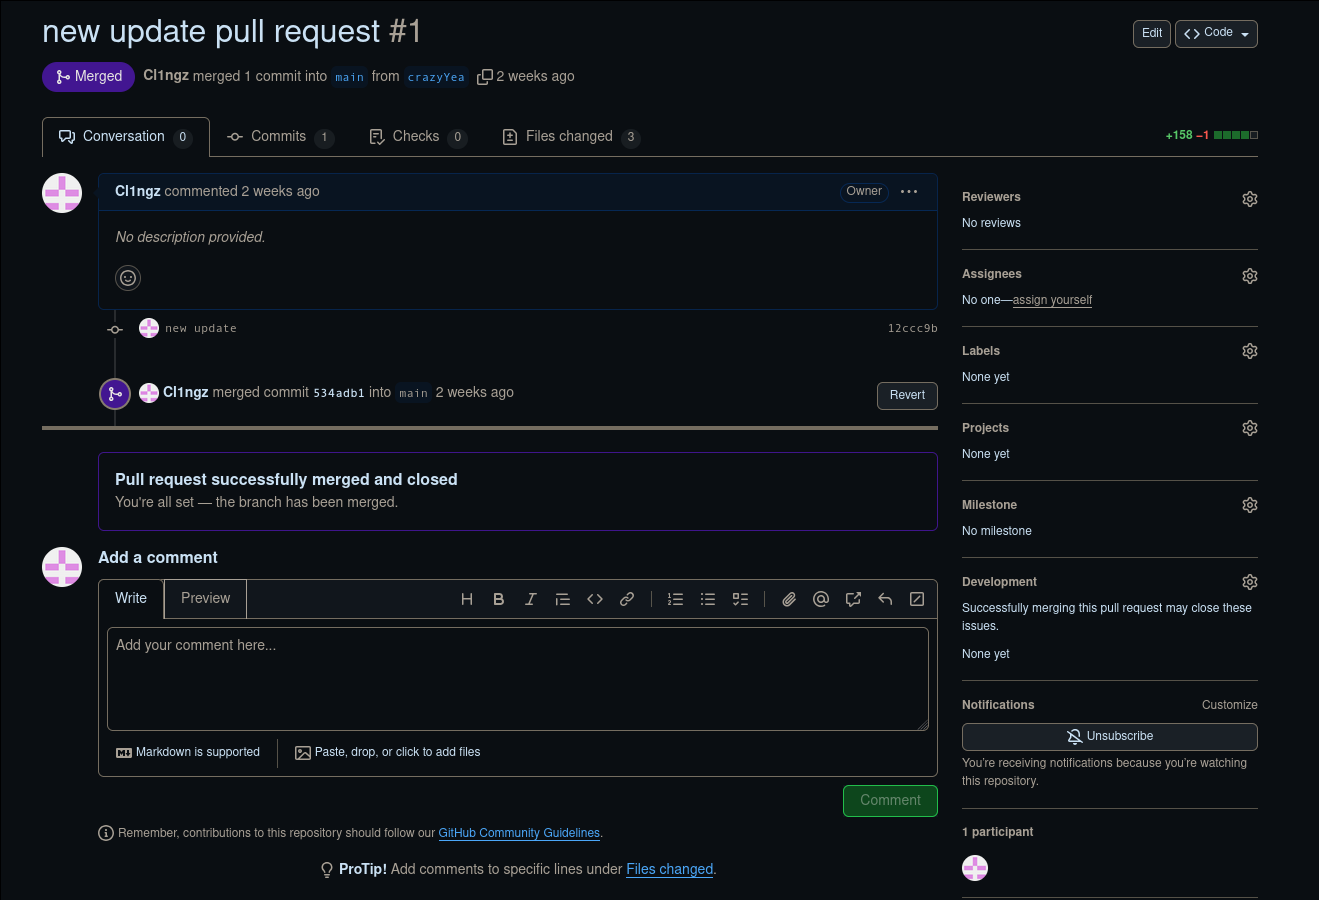 new update pull request #1
Edit
Code
Merged
Cl1ngz merged 1 commit into main from crazyYea 2 weeks ago
Conversation 0
Commits 1
Checks 0
Files changed 3
+158 −1
Cl1ngz commented 2 weeks ago
Owner
No description provided.
new update
12ccc9b
Cl1ngz merged commit 534adb1 into main 2 weeks ago
Revert
Pull request successfully merged and closed
You're all set — the branch has been merged.
Add a comment
Write
Preview
Add your comment here...
Markdown is supported
Paste, drop, or click to add files
Comment
Remember, contributions to this repository should follow our GitHub Community Guidelines.
ProTip! Add comments to specific lines under Files changed.
Reviewers
No reviews
Assignees
No one—assign yourself
Labels
None yet
Projects
None yet
Milestone
No milestone
Development
Successfully merging this pull request may close these
issues.
None yet
Notifications
Customize
Unsubscribe
You're receiving notifications because you're watching
this repository.
1 participant